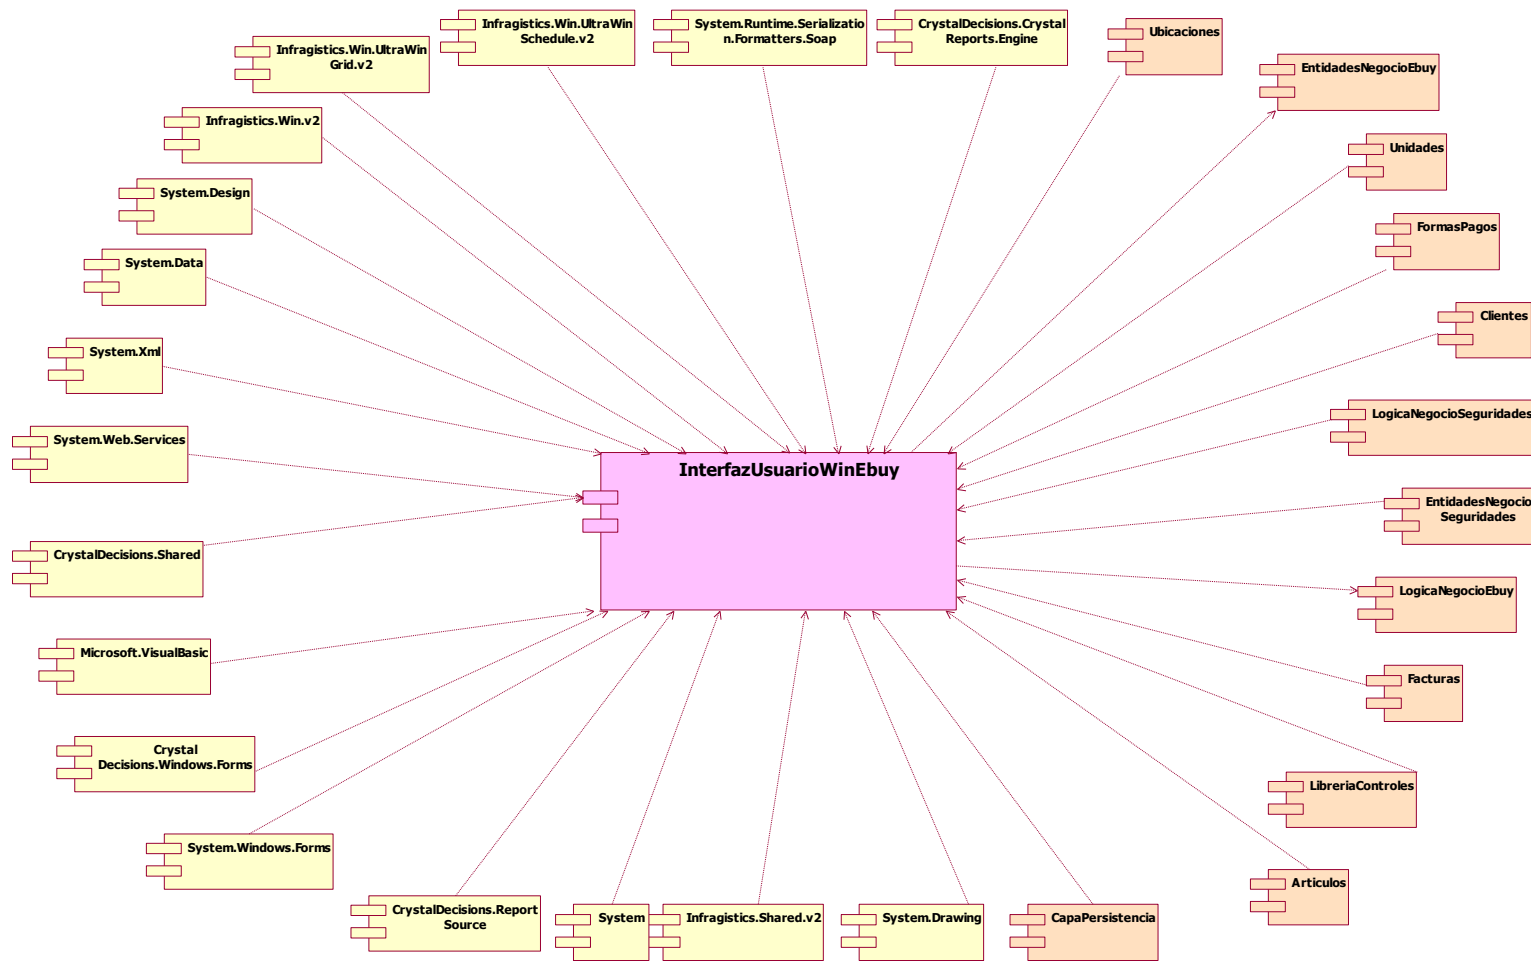 Infragistics.Win.UltraWin
Schedule.v2
System.Runtime.Serializatio
n.Formatters.Soap
CrystalDecisions.Crystal
Reports.Engine
Ubicaciones
Infragistics.Win.UltraWin
Grid.v2
EntidadesNegocioEbuy
Infragistics.Win.v2
Unidades
System.Design
FormasPagos
System.Data
Clientes
System.Xml
LogicaNegocioSeguridades
System.Web.Services
InterfazUsuarioWinEbuy
EntidadesNegocio
Seguridades
CrystalDecisions.Shared
LogicaNegocioEbuy
Microsoft.VisualBasic
Facturas
Crystal
Decisions.Windows.Forms
LibreriaControles
System.Windows.Forms
Articulos
CrystalDecisions.Report
Source
System
Infragistics.Shared.v2
System.Drawing
CapaPersistencia